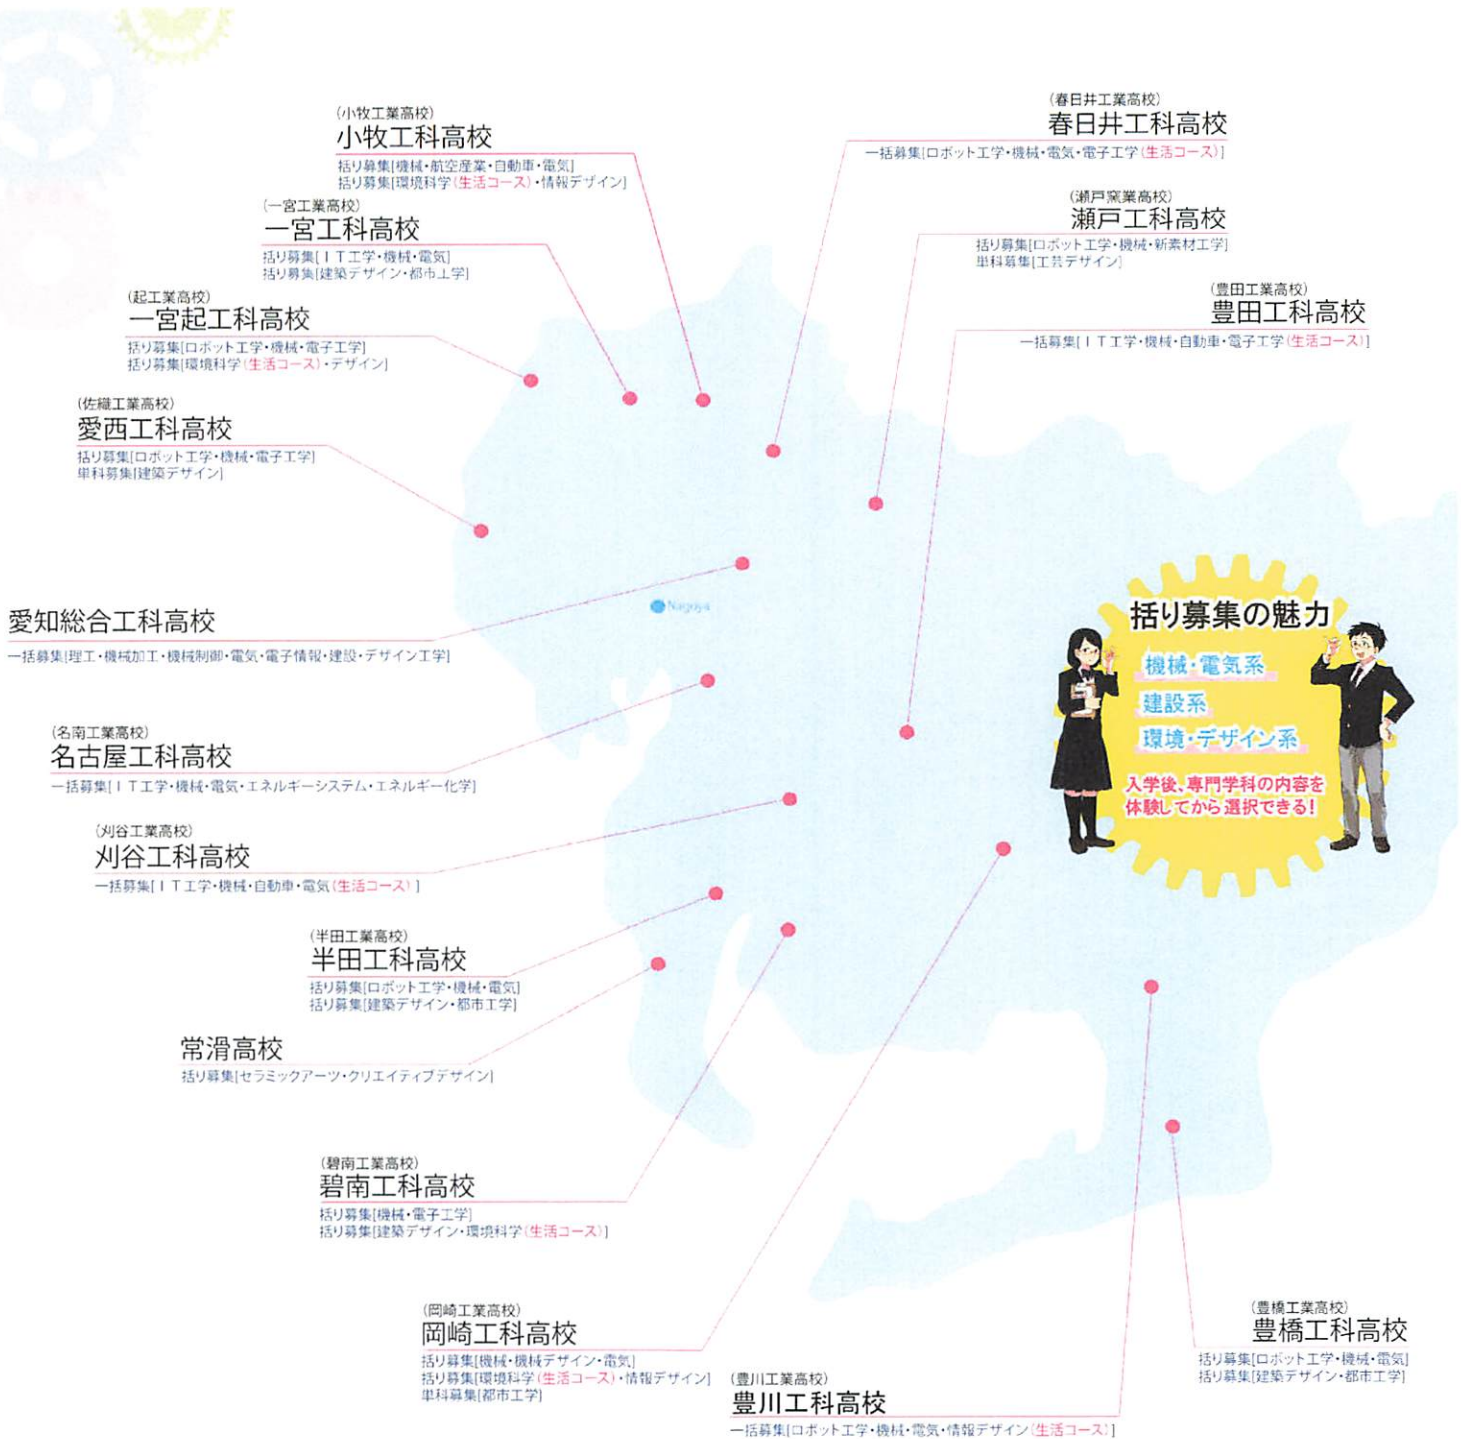 (小牧工業高校)
小牧工科高校
括り募集[機械・航空産業・自動車・電気]
括り募集[環境科学(生活コース)・情報デザイン]
(一宮工業高校)
一宮工科高校
括り募集[IT工学・機械・電気]
括り募集[建築デザイン・都市工学]
(起工業高校)
一宮起工科高校
括り募集[ロボット工学・機械・電子工学]
括り募集[環境科学(生活コース)・デザイン]
(佐織工業高校)
愛西工科高校
括り募集[ロボット工学・機械・電子工学]
単科募集[建築デザイン]
愛知総合工科高校
一括募集[理工・機械加工・機械制御・電気・電子情報・建設・デザイン工学]
(名南工業高校)
名古屋工科高校
一括募集[IT工学・機械・電気・エネルギーシステム・エネルギー化学]
(刈谷工業高校)
刈谷工科高校
一括募集[IT工学・機械・自動車・電気(生活コース)]
(半田工業高校)
半田工科高校
括り募集[ロボット工学・機械・電気]
括り募集[建築デザイン・都市工学]
常滑高校
括り募集[セラミックアーツ・クリエイティブデザイン]
(碧南工業高校)
碧南工科高校
括り募集[機械・電子工学]
括り募集[建築デザイン・環境科学(生活コース)]
(岡崎工業高校)
岡崎工科高校
括り募集[機械・機械デザイン・電気]
括り募集[環境科学(生活コース)・情報デザイン]
単科募集[都市工学]
(豊川工業高校)
豊川工科高校
一括募集[ロボット工学・機械・電気・情報デザイン(生活コース)]
(豊橋工業高校)
豊橋工科高校
括り募集[ロボット工学・機械・電気]
括り募集[建築デザイン・都市工学]
(春日井工業高校)
春日井工科高校
一括募集[ロボット工学・機械・電気・電子工学(生活コース)]
(瀬戸窯業高校)
瀬戸工科高校
括り募集[ロボット工学・機械・新素材工学]
単科募集[工芸デザイン]
(豊田工業高校)
豊田工科高校
一括募集[IT工学・機械・自動車・電子工学(生活コース)]
Nagoya
括り募集の魅力
機械・電気系
建設系
環境・デザイン系
入学後、専門学科の内容を
体験してから選択できる!